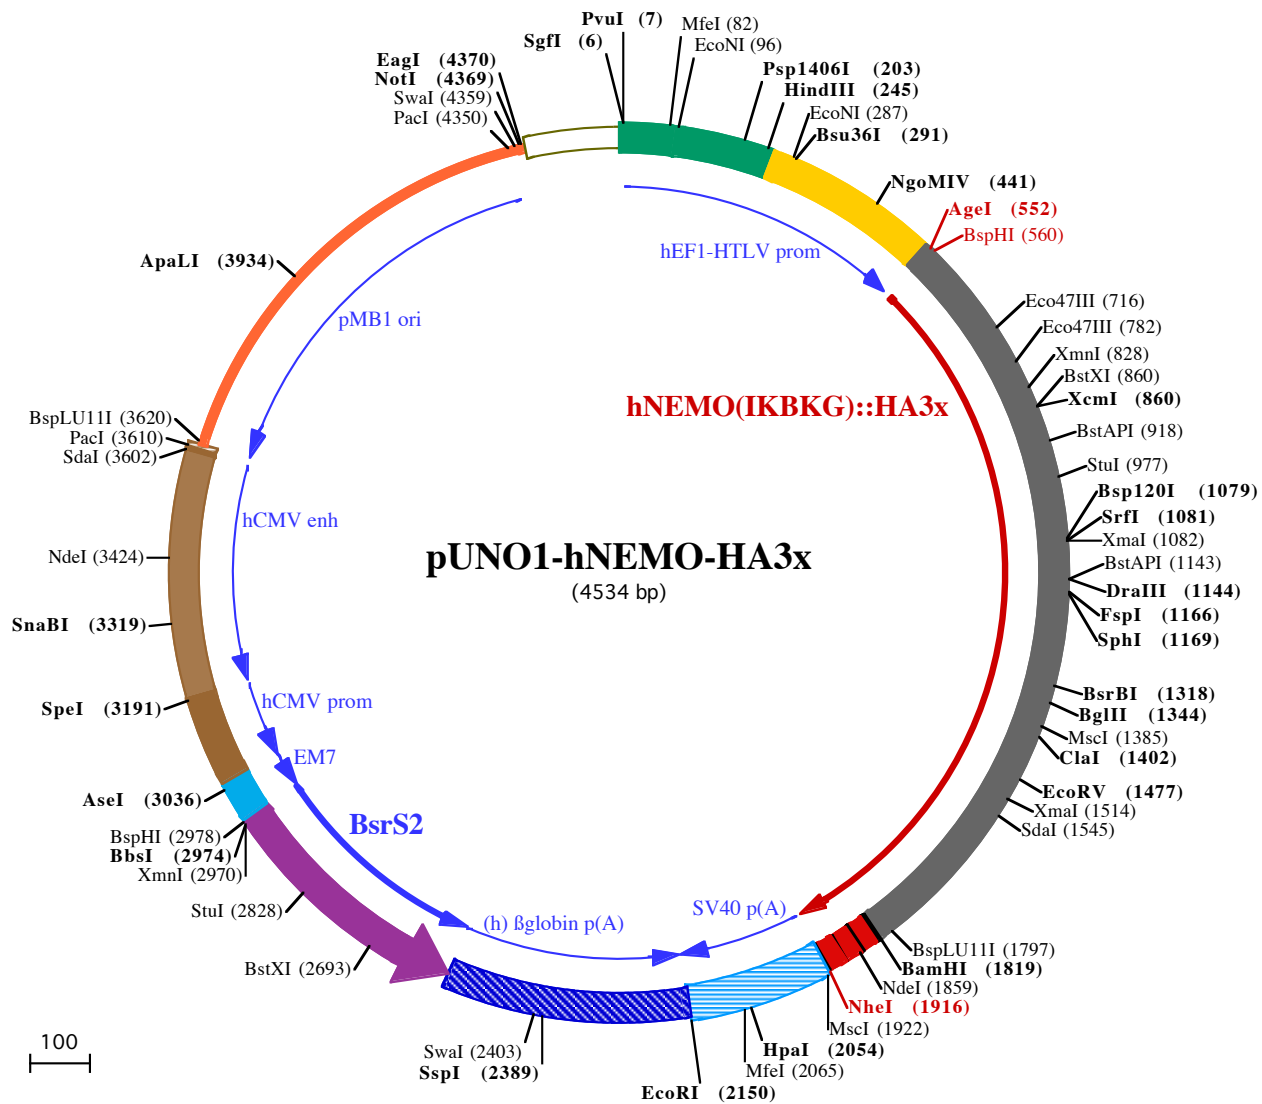 PvuI (7)
SgfI (6)
MfeI (82)
EcoNI (96)
Psp1406I (203)
HindIII (245)
EcoNI (287)
Bsu36I (291)
NgoMIV (441)
AgeI (552)
BspHI (560)
Eco47III (716)
Eco47III (782)
XmnI (828)
BstXI (860)
XcmI (860)
BstAPI (918)
StuI (977)
Bsp120I (1079)
SrfI (1081)
XmaI (1082)
BstAPI (1143)
DraIII (1144)
FspI (1166)
SphI (1169)
BsrBI (1318)
BglII (1344)
MscI (1385)
ClaI (1402)
EcoRV (1477)
XmaI (1514)
SdaI (1545)
BspLU11I (1797)
BamHI (1819)
NdeI (1859)
NheI (1916)
MscI (1922)
HpaI (2054)
MfeI (2065)
EcoRI (2150)
SspI (2389)
SwaI (2403)
BstXI (2693)
StuI (2828)
XmnI (2970)
BbsI (2974)
BspHI (2978)
AseI (3036)
SpeI (3191)
SnaBI (3319)
NdeI (3424)
SdaI (3602)
PacI (3610)
BspLU11I (3620)
ApaLI (3934)
PacI (4350)
SwaI (4359)
NotI (4369)
EagI (4370)
hEF1-HTLV prom
pMB1 ori
hNEMO(IKBKG)::HA3x
hCMV enh
pUNO1-hNEMO-HA3x
(4534 bp)
hCMV prom
EM7
BsrS2
(h) ßglobin p(A)
SV40 p(A)
100